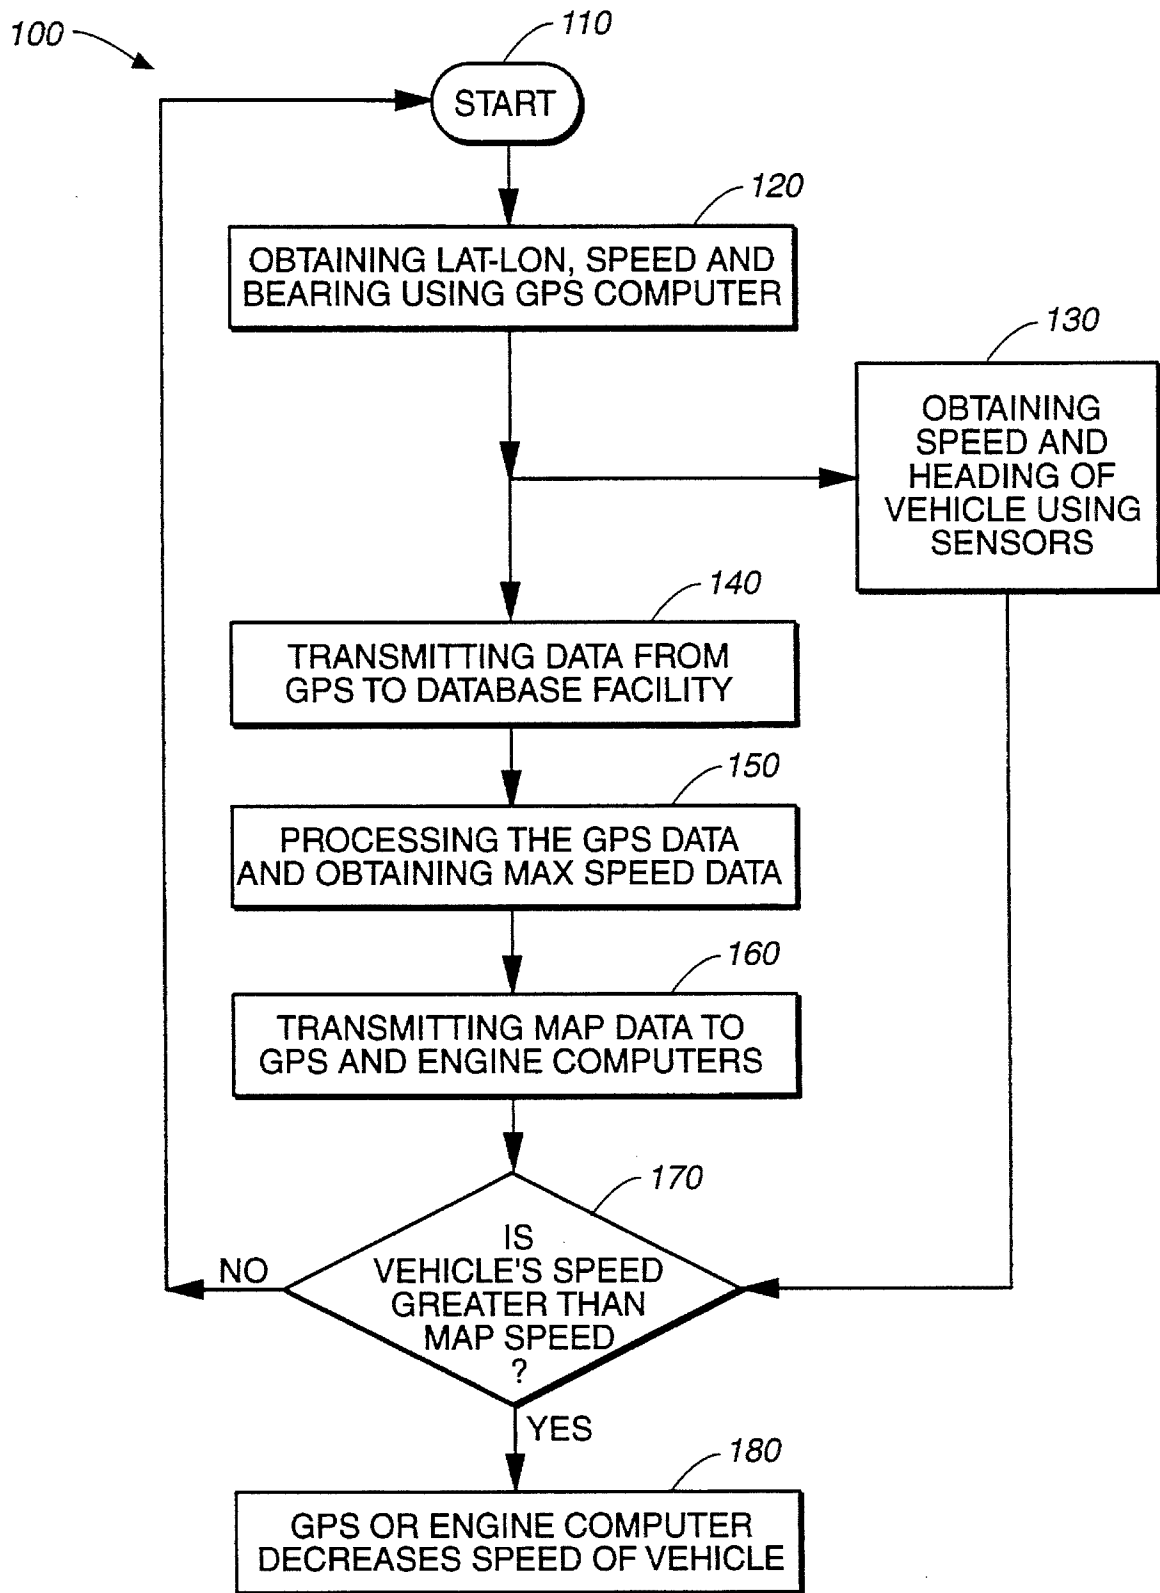 100
110
START
120
OBTAINING LAT-LON, SPEED AND
BEARING USING GPS COMPUTER
130
OBTAINING
SPEED AND
HEADING OF
VEHICLE USING
SENSORS
140
TRANSMITTING DATA FROM
GPS TO DATABASE FACILITY
150
PROCESSING THE GPS DATA
AND OBTAINING MAX SPEED DATA
160
TRANSMITTING MAP DATA TO
GPS AND ENGINE COMPUTERS
170
IS
VEHICLE'S SPEED
GREATER THAN
MAP SPEED
?
NO
YES
180
GPS OR ENGINE COMPUTER
DECREASES SPEED OF VEHICLE